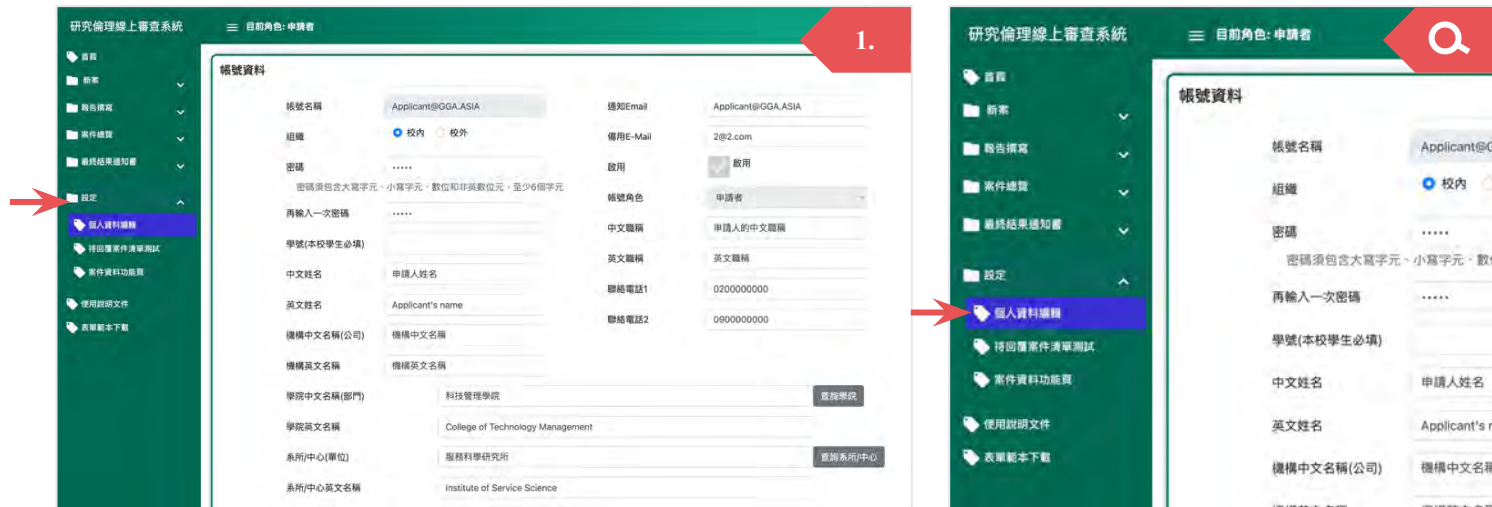 研究倫理線上審查系統
目前角色: 申請者
1.
首頁
新案
報告撰寫
案件總覽
最終結果通知書
設定
個人資料編輯
待回覆案件清單測試
案件資料功能頁
使用說明文件
表單範本下載
帳號資料
帳號名稱 Applicant@GGA.ASIA
組織 校內 校外
密碼 •••••
密碼須包含大寫字元、小寫字元、數位和非英數位元，至少6個字元
再輸入一次密碼 •••••
學號(本校學生必填)
中文姓名 申請人姓名
英文姓名 Applicant's name
機構中文名稱(公司) 機構中文名稱
機構英文名稱 機構英文名稱
學院中文名稱(部門) 科技管理學院 查詢學院
學院英文名稱 College of Technology Management
系所/中心(單位) 服務科學研究所 查詢系所/中心
系所/中心英文名稱 Institute of Service Science
通知Email Applicant@GGA.ASIA
備用E-Mail 2@2.com
啟用 啟用
帳號角色 申請者
中文職稱 申請人的中文職稱
英文職稱 英文職稱
聯絡電話1 0200000000
聯絡電話2 0900000000
研究倫理線上審查系統
目前角色: 申請者
首頁
新案
報告撰寫
案件總覽
最終結果通知書
設定
個人資料編輯
待回覆案件清單測試
案件資料功能頁
使用說明文件
表單範本下載
帳號資料
帳號名稱 Applicant@G
組織 校內
密碼 •••••
密碼須包含大寫字元、小寫字元、數
再輸入一次密碼 •••••
學號(本校學生必填)
中文姓名 申請人姓名
英文姓名 Applicant's
機構中文名稱(公司) 機構中文名